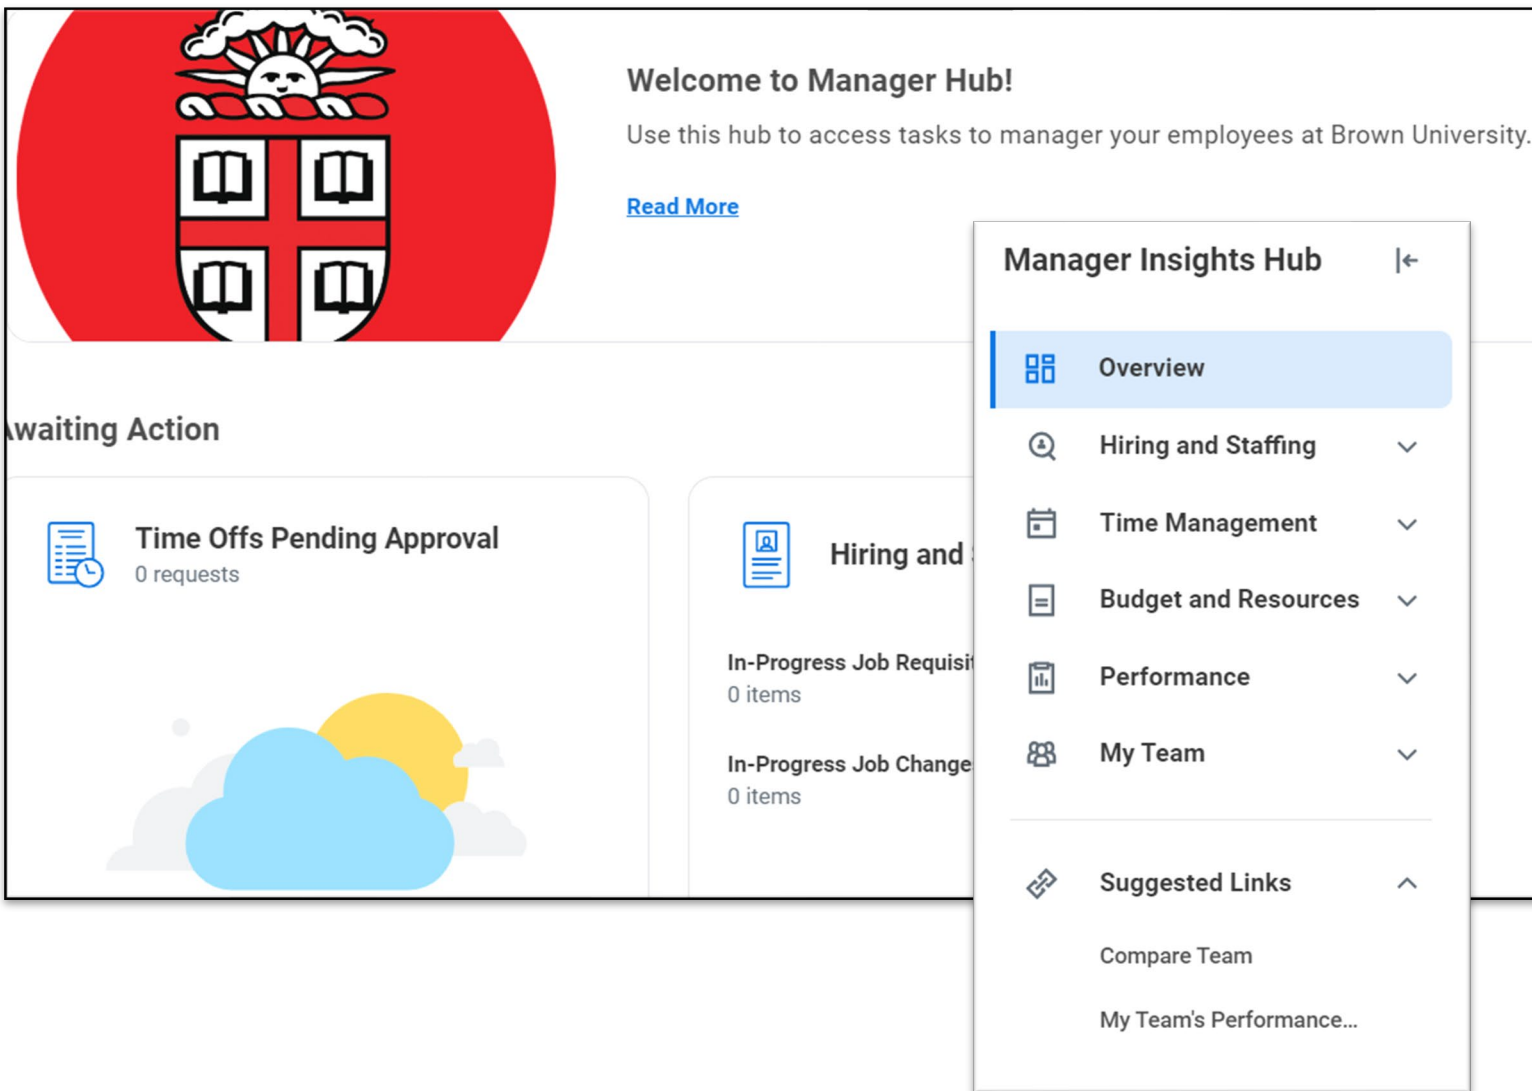 Welcome to Manager Hub!
Use this hub to access tasks to manager your employees at Brown University.
Read More
Awaiting Action
Time Offs Pending Approval
0 requests
Hiring and
In-Progress Job Requisit
0 items
In-Progress Job Change
0 items
Manager Insights Hub
Overview
Hiring and Staffing
Time Management
Budget and Resources
Performance
My Team
Suggested Links
Compare Team
My Team's Performance...